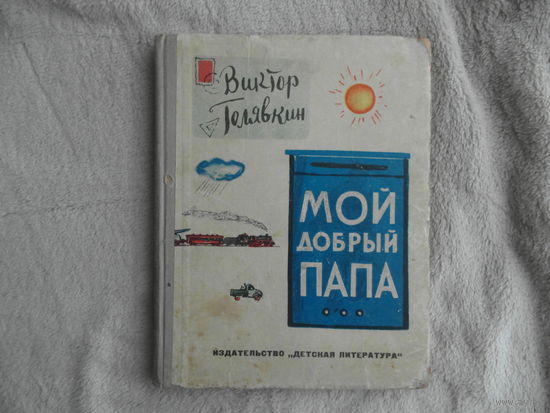 Виктор
Голявкин
МОЙ
ДОБРЫЙ
ПАПА
ИЗДАТЕЛЬСТВО „ДЕТСКАЯ ЛИТЕРАТУРА“